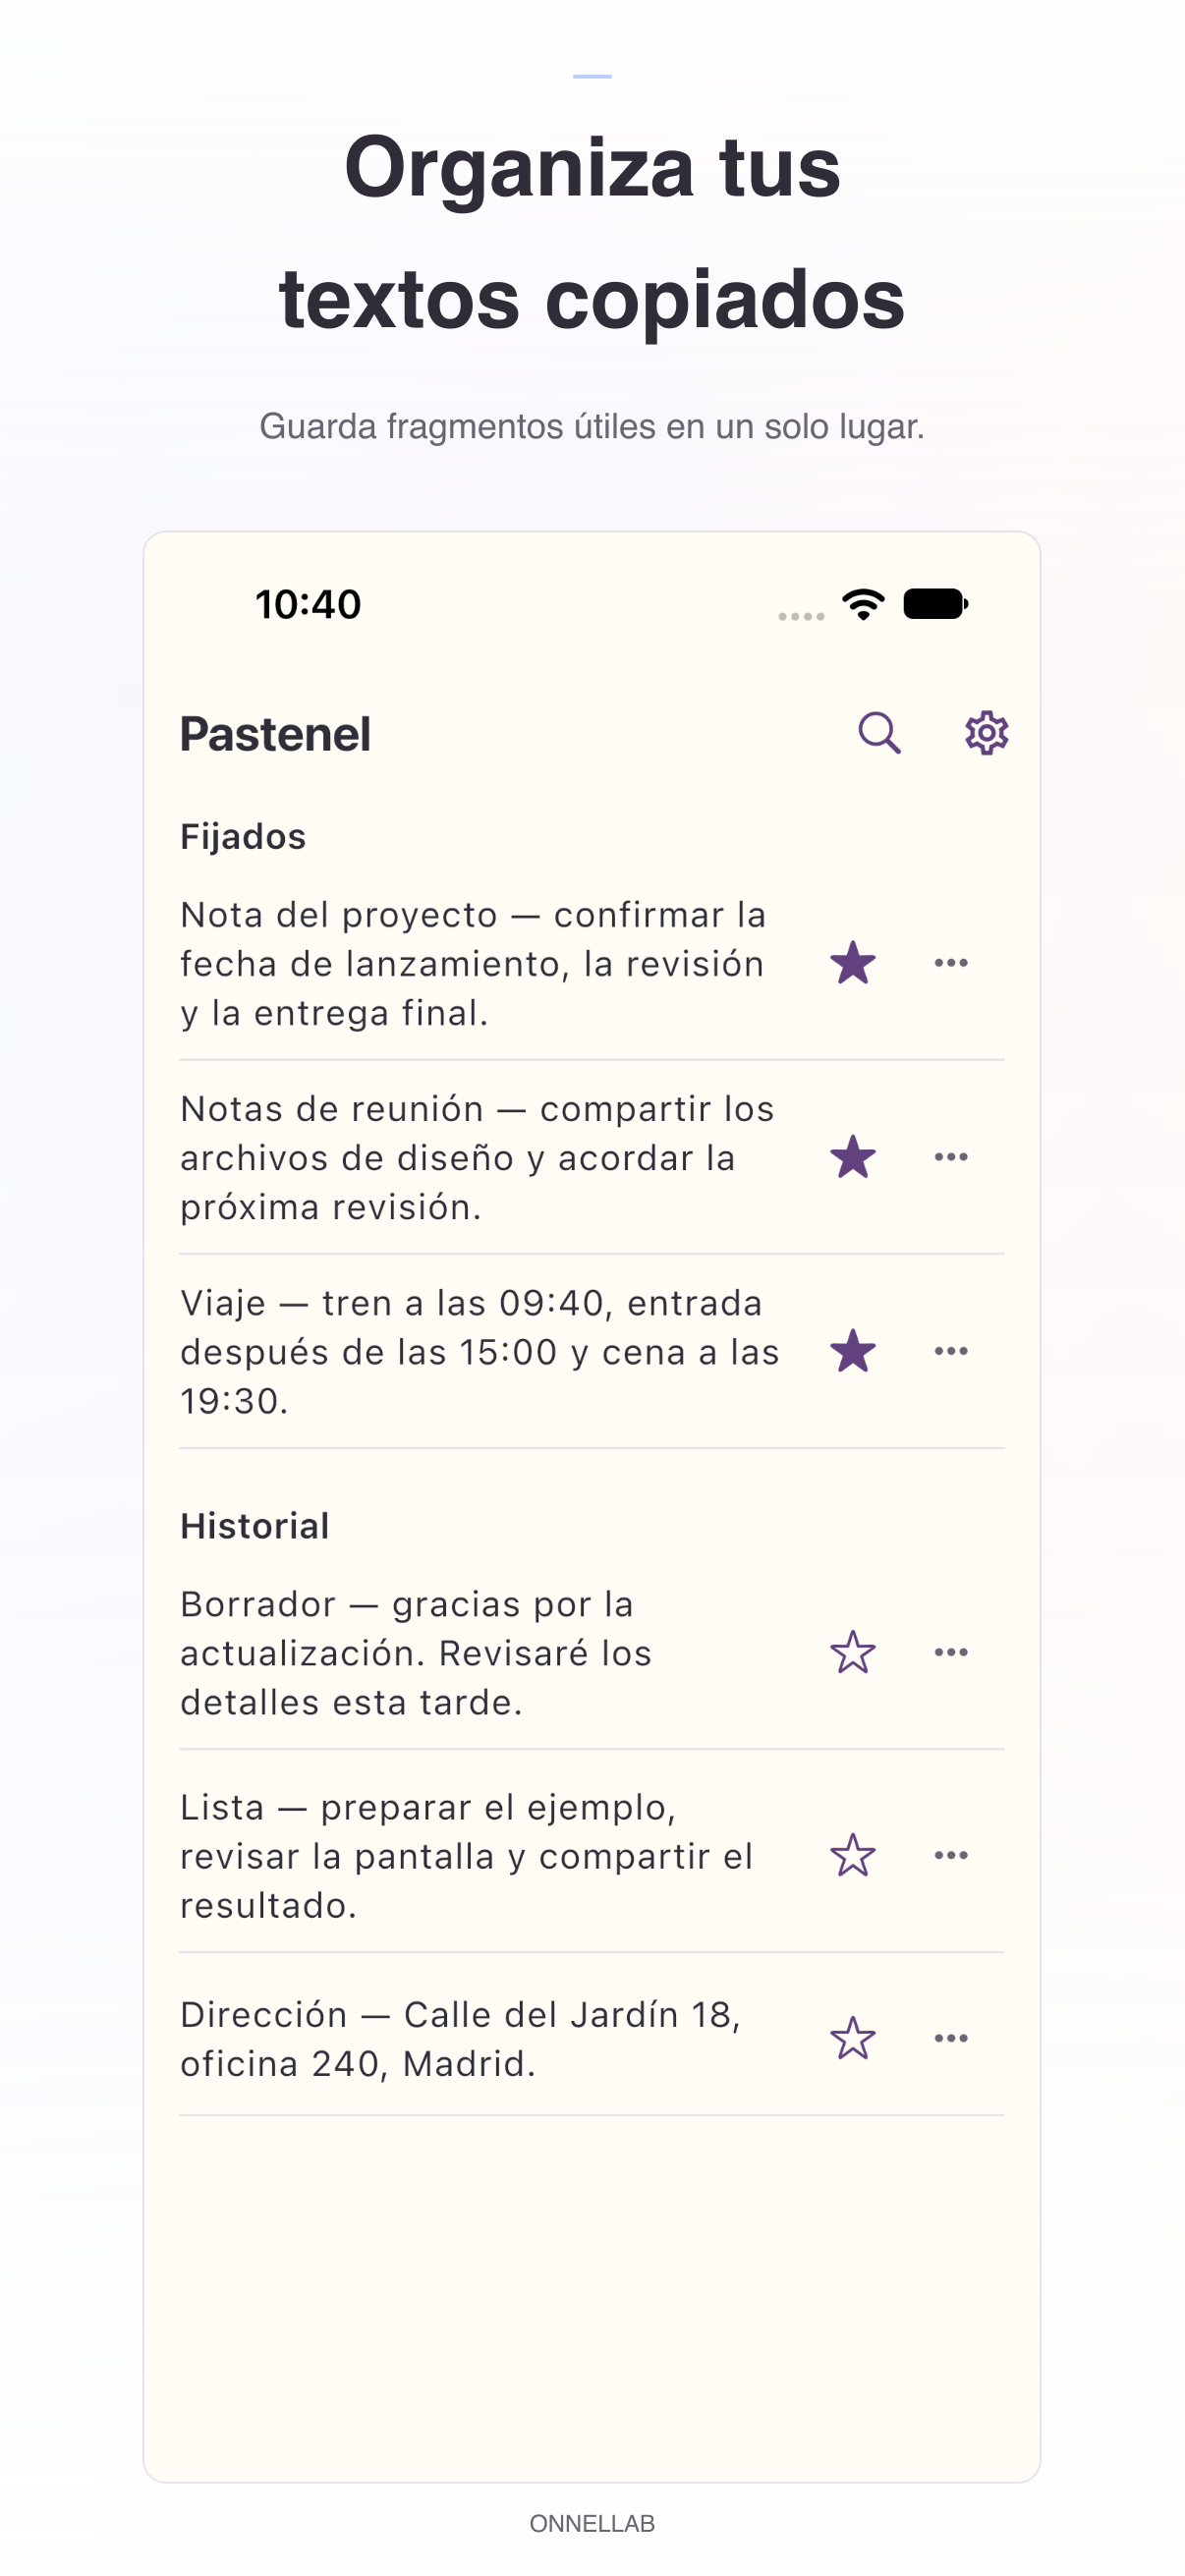 Organiza tus
textos copiados
Guarda fragmentos útiles en un solo lugar.
10:40
Pastenel
Fijados
Nota del proyecto — confirmar la
fecha de lanzamiento, la revisión
y la entrega final.
Notas de reunión — compartir los
archivos de diseño y acordar la
próxima revisión.
Viaje — tren a las 09:40, entrada
después de las 15:00 y cena a las
19:30.
Historial
Borrador — gracias por la
actualización. Revisaré los
detalles esta tarde.
Lista — preparar el ejemplo,
revisar la pantalla y compartir el
resultado.
Dirección — Calle del Jardín 18,
oficina 240, Madrid.
ONNELLAB